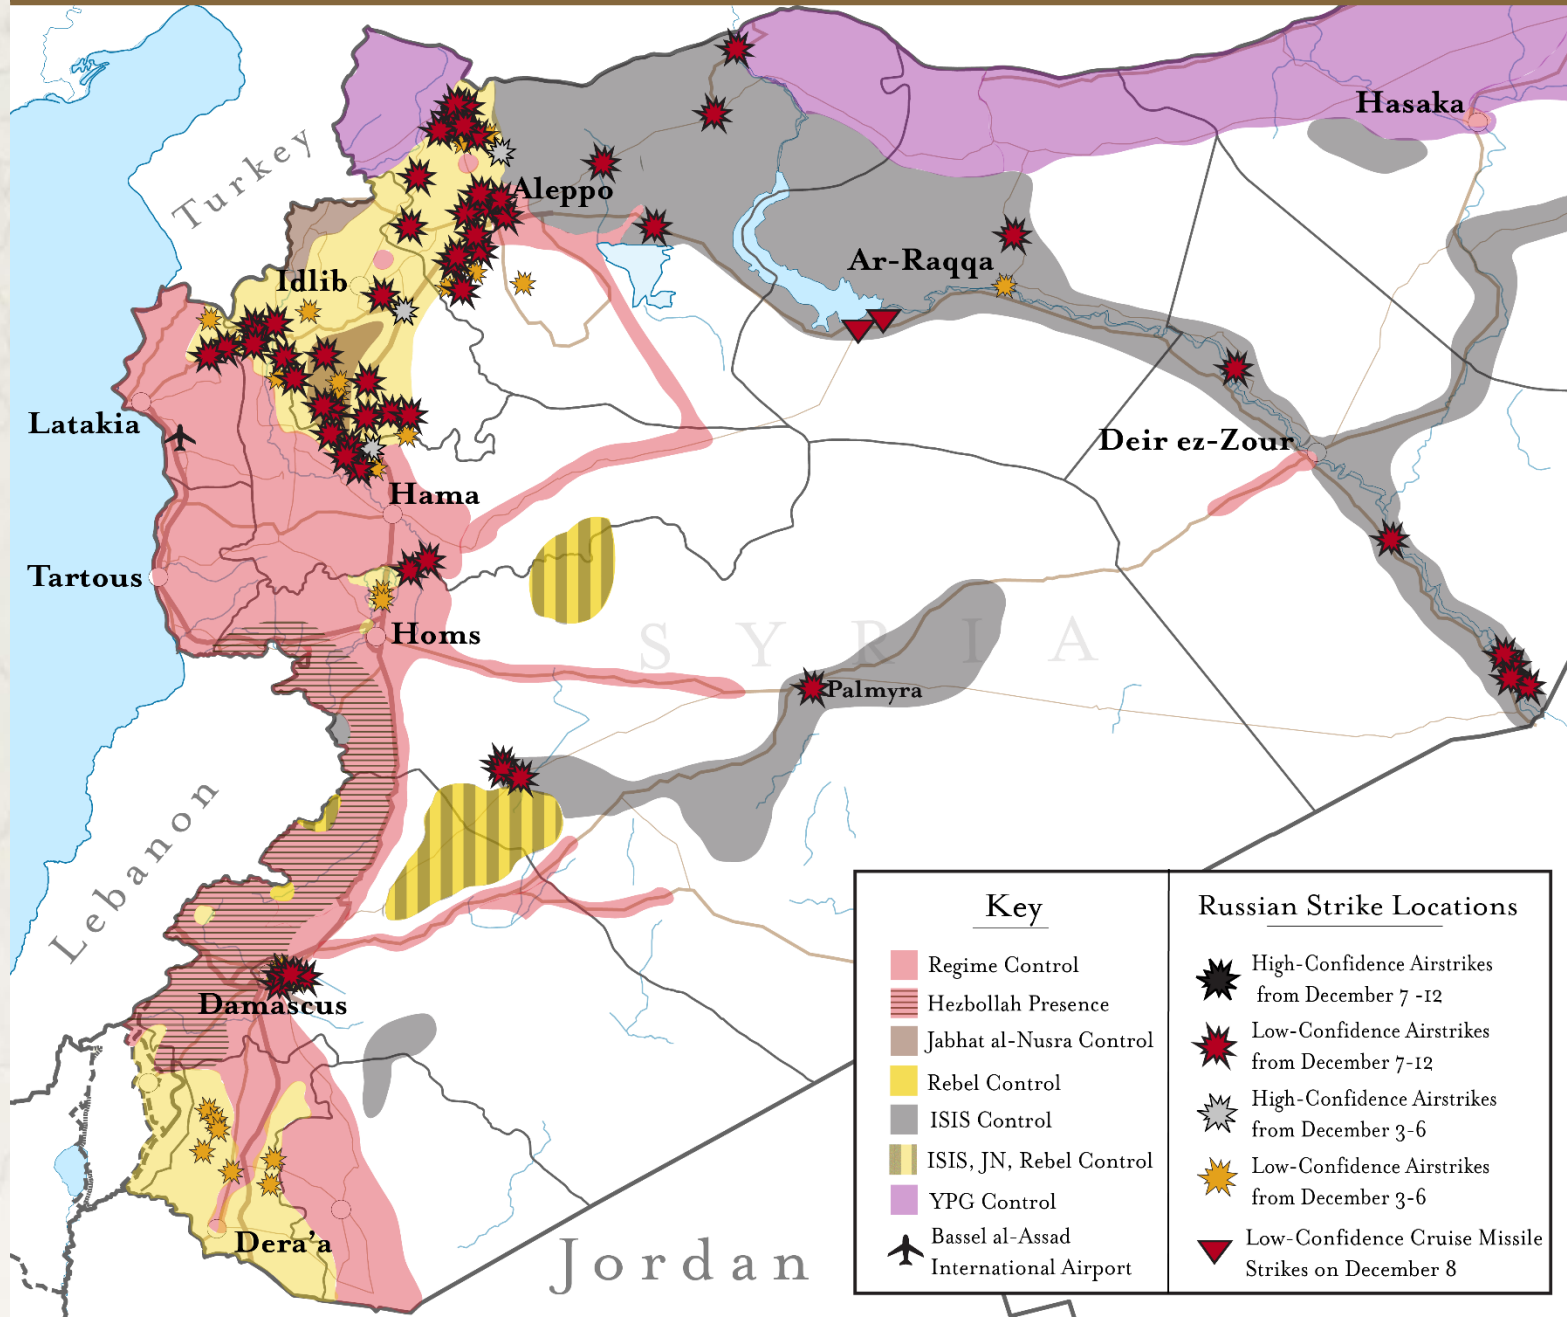 Turkey
Aleppo
Hasaka
Idlib
Ar-Raqqa
Latakia
Deir ez-Zour
Hama
Tartous
Homs
SYRIA
Palmyra
Lebanon
Damascus
Dera'a
Jordan
Key
Regime Control
Hezbollah Presence
Jabhat al-Nusra Control
Rebel Control
ISIS Control
ISIS, JN, Rebel Control
YPG Control
Bassel al-Assad
International Airport
Russian Strike Locations
High-Confidence Airstrikes
from December 7 -12
Low-Confidence Airstrikes
from December 7-12
High-Confidence Airstrikes
from December 3-6
Low-Confidence Airstrikes
from December 3-6
Low-Confidence Cruise Missile
Strikes on December 8